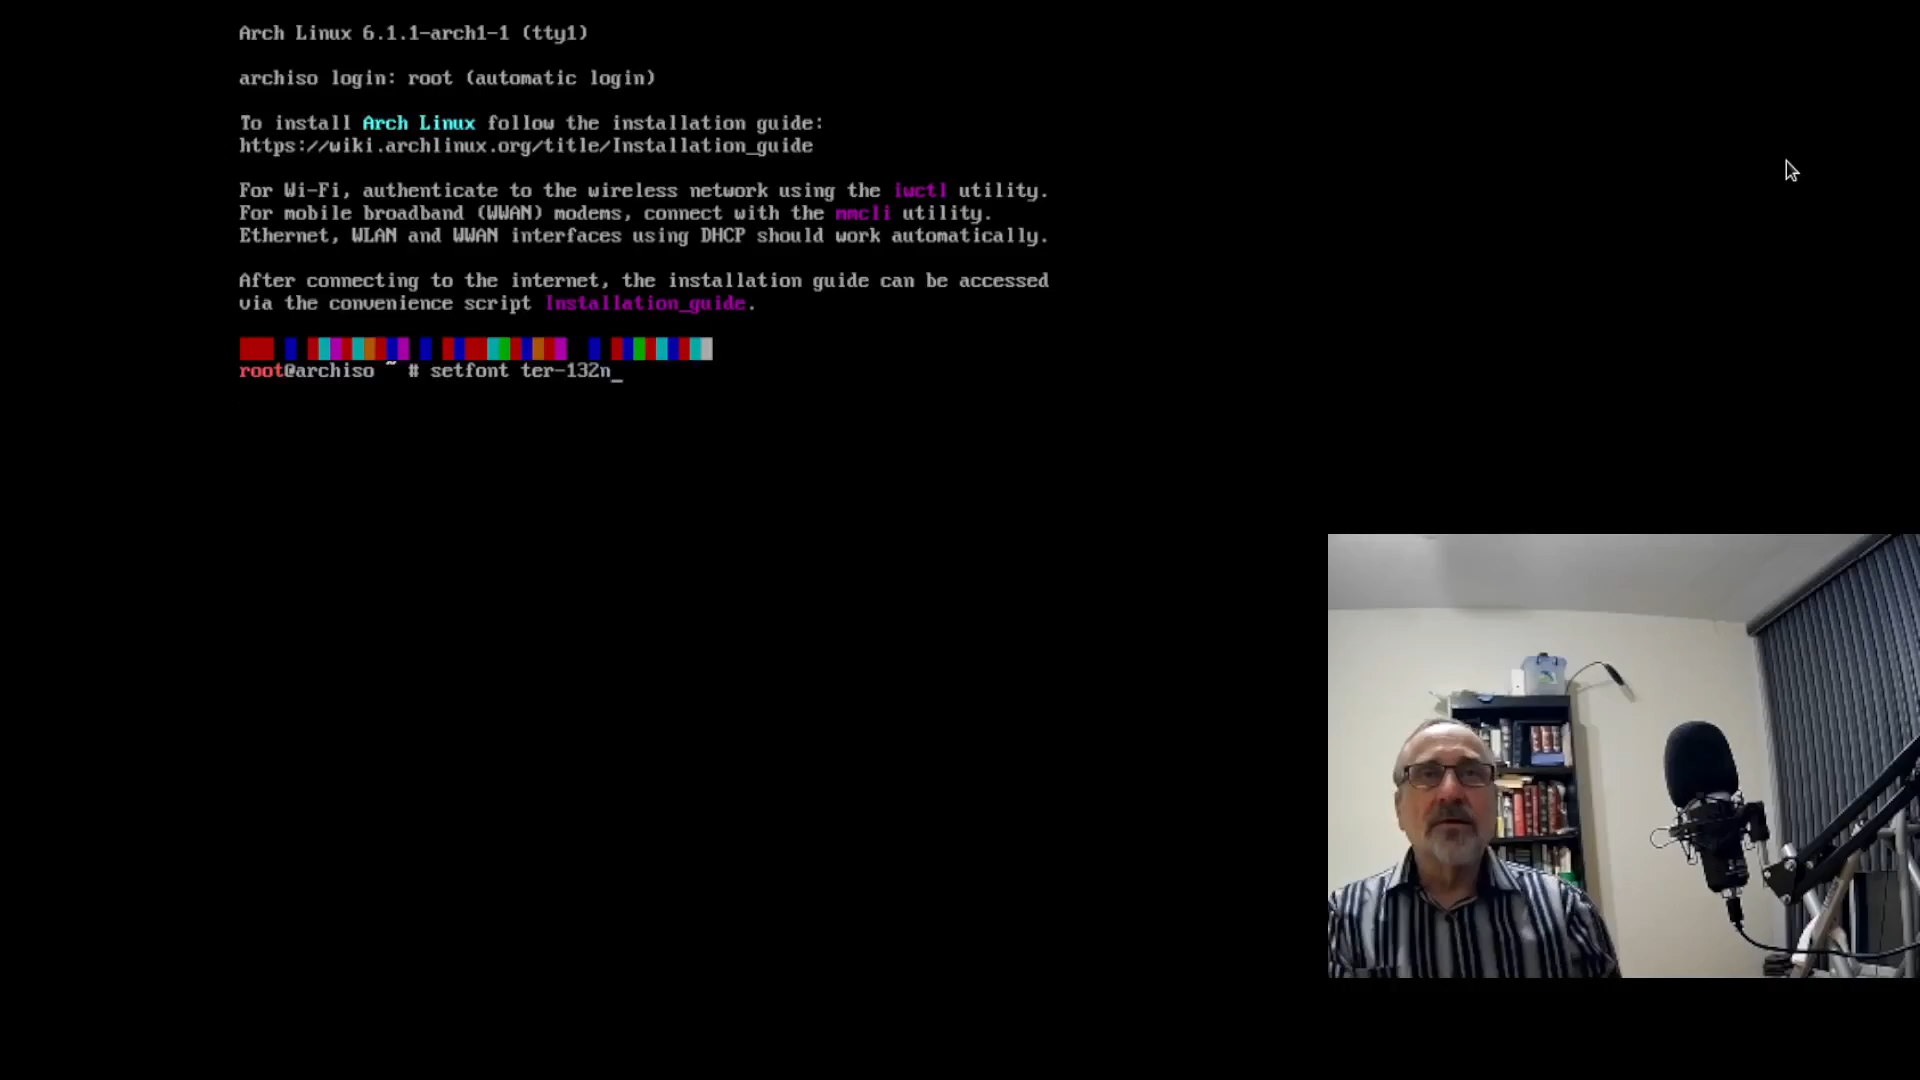 Arch Linux 6.1.1-arch1-1 (tty1)
archiso login: root (automatic login)
To install Arch Linux follow the installation guide:
https://wiki.archlinux.org/title/Installation_guide
For Wi-Fi, authenticate to the wireless network using the iwctl utility.
For mobile broadband (WWAN) modems, connect with the mmcli utility.
Ethernet, WLAN and WWAN interfaces using DHCP should work automatically.
After connecting to the internet, the installation guide can be accessed
via the convenience script Installation_guide.
root@archiso ~ # setfont ter-132n_